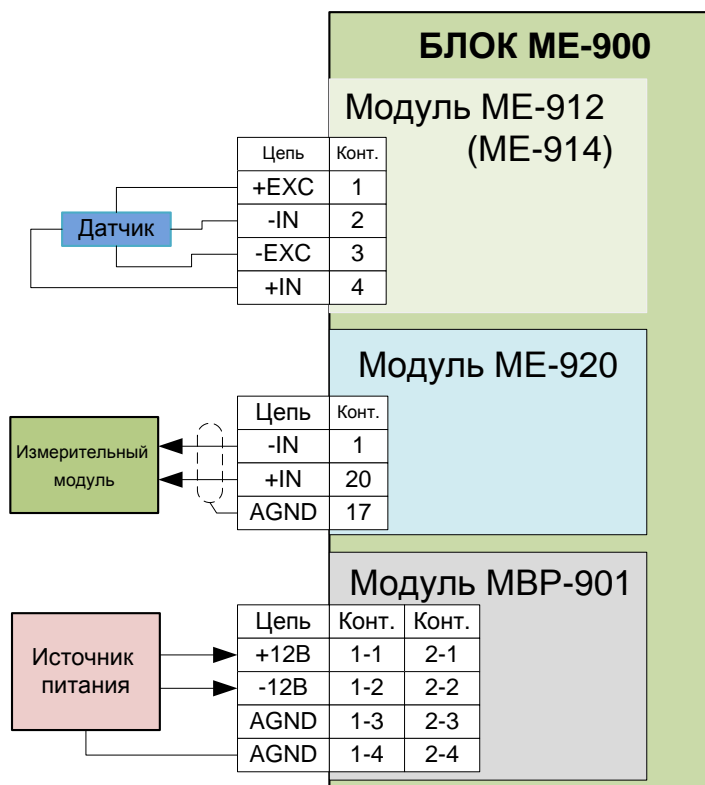 БЛОК МЕ-900
Модуль МЕ-912
(МЕ-914)
Цепь Конт.
+EXC 1
-IN 2
-EXC 3
+IN 4
Датчик
Модуль МЕ-920
Цепь Конт.
-IN 1
+IN 20
AGND 17
Измерительный
модуль
Модуль МВР-901
Цепь Конт. Конт.
+12В 1-1 2-1
-12В 1-2 2-2
AGND 1-3 2-3
AGND 1-4 2-4
Источник
питания